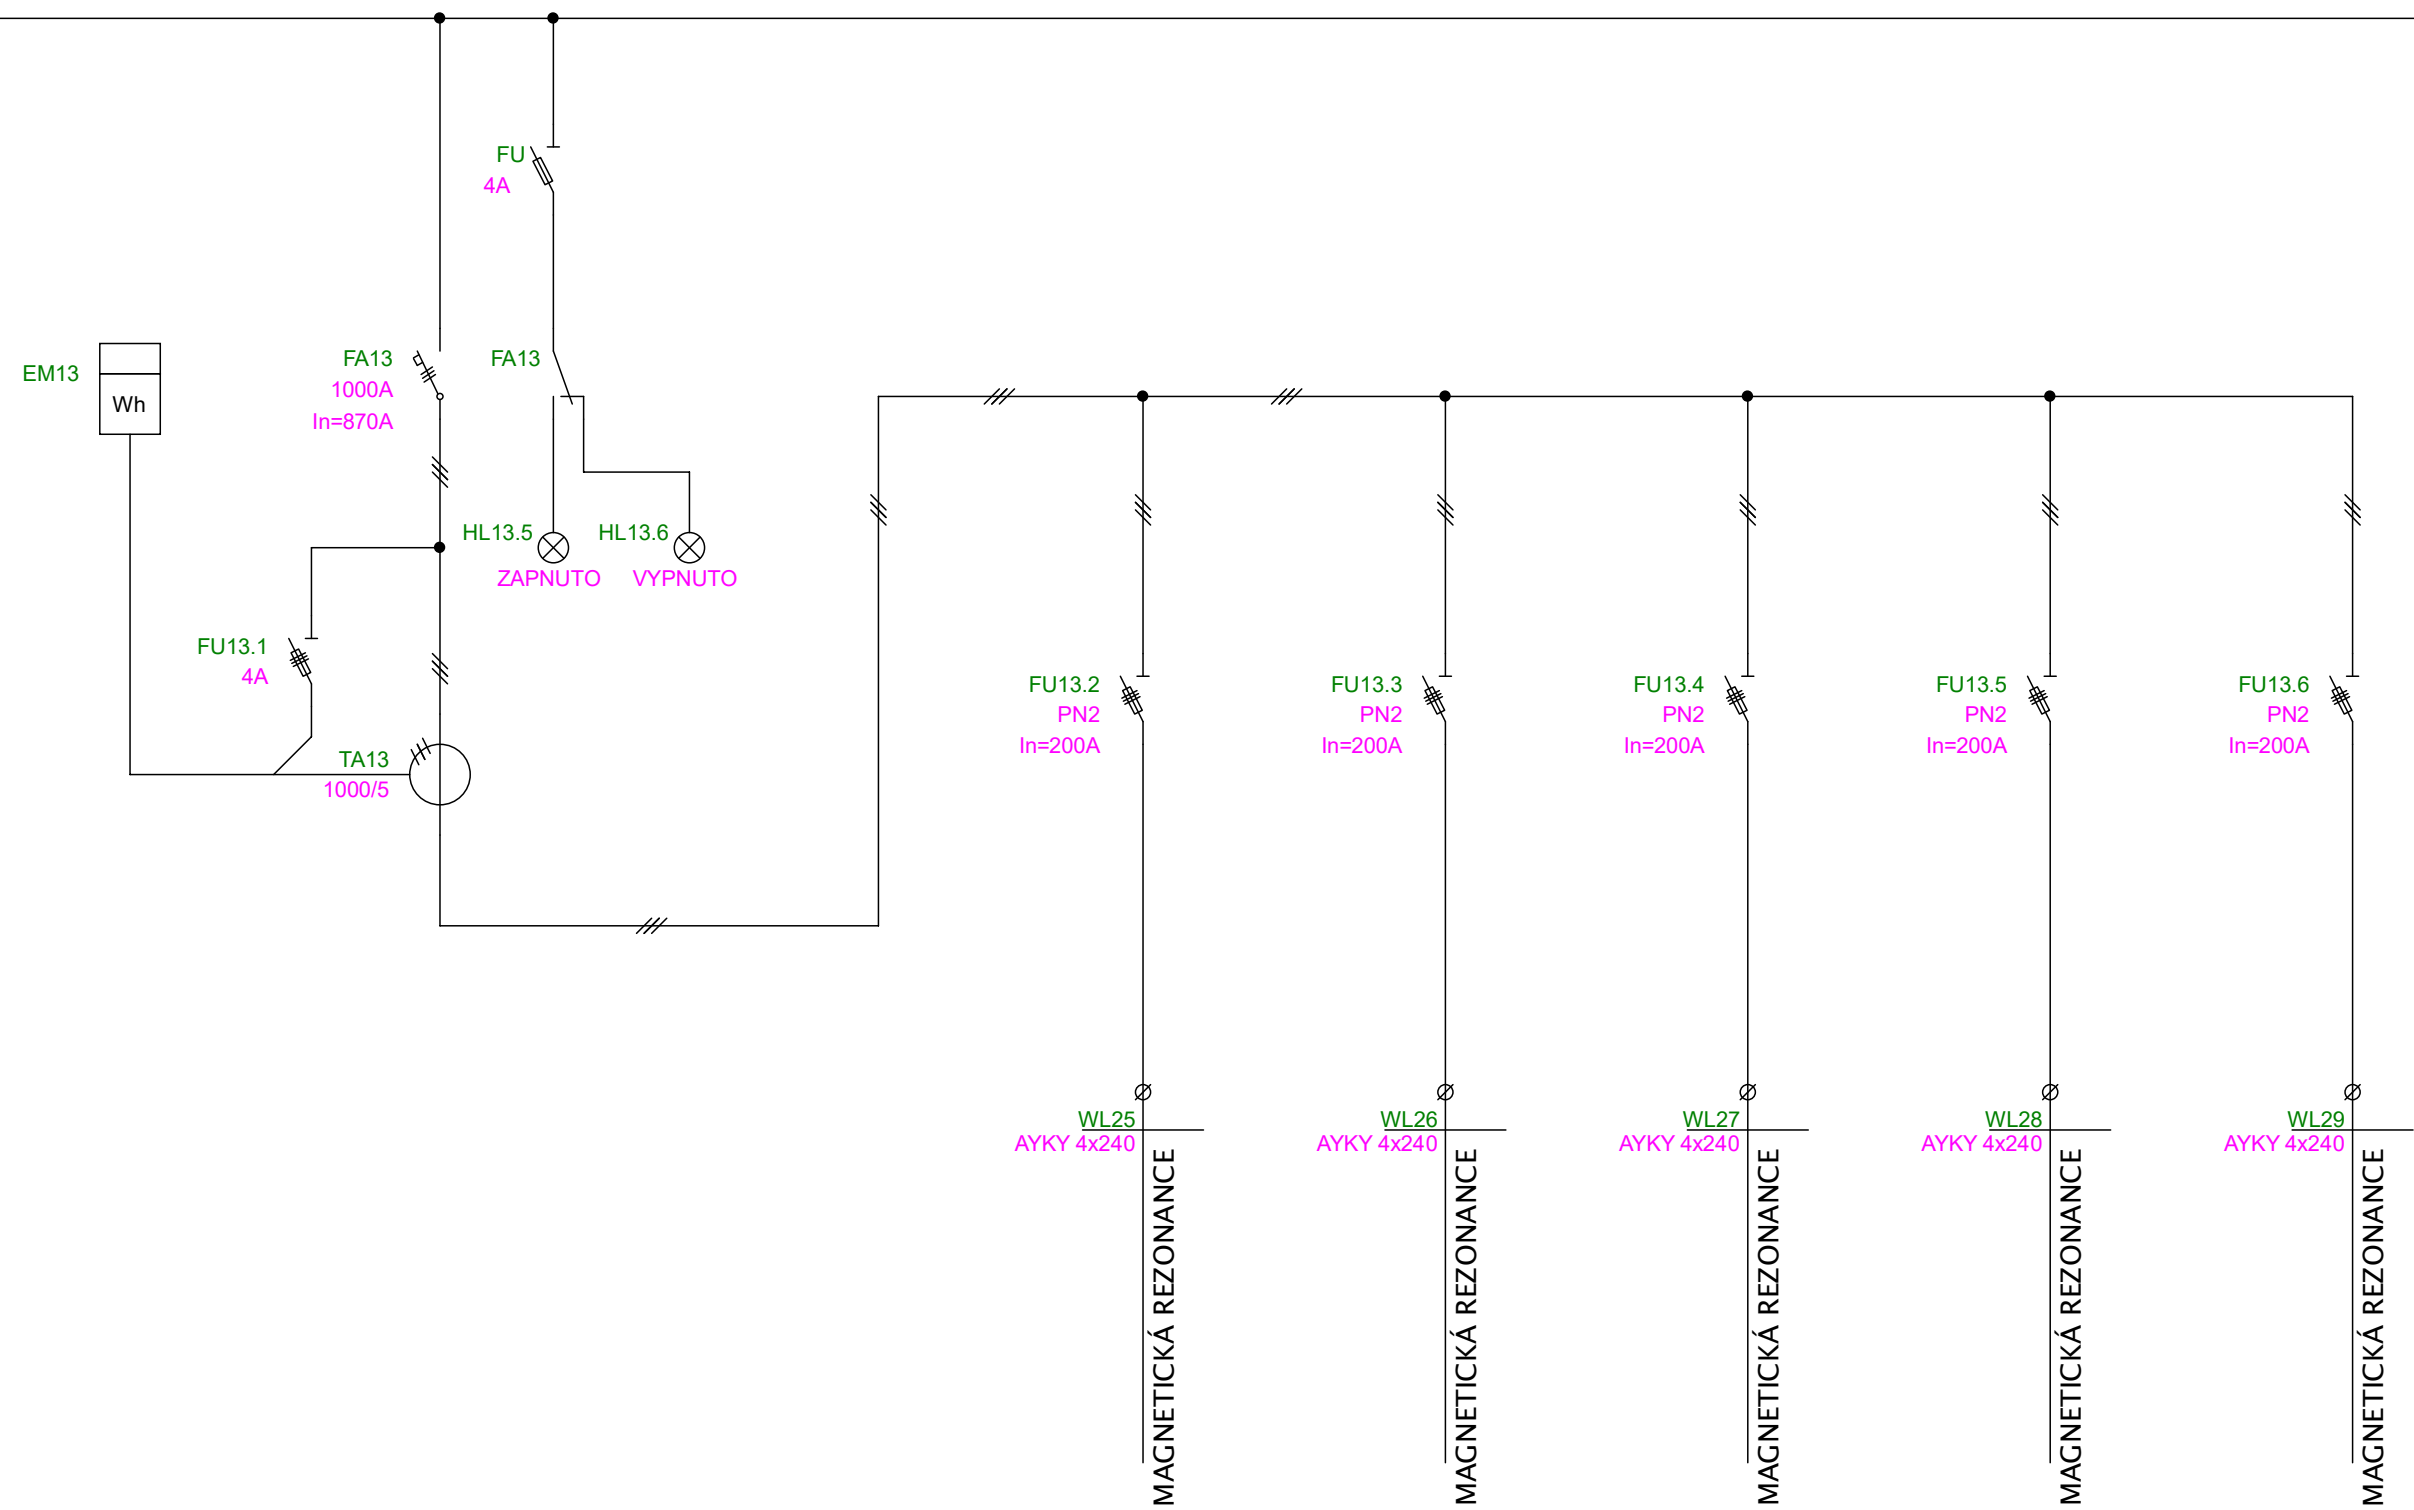 FU
4A
EM13
Wh
FA13
1000A
In=870A
FA13
HL13.5
ZAPNUTO
HL13.6
VYPNUTO
FU13.1
4A
TA13
1000/5
FU13.2
PN2
In=200A
FU13.3
PN2
In=200A
FU13.4
PN2
In=200A
FU13.5
PN2
In=200A
FU13.6
PN2
In=200A
WL25
AYKY 4x240
MAGNETICKÁ REZONANCE
WL26
AYKY 4x240
MAGNETICKÁ REZONANCE
WL27
AYKY 4x240
MAGNETICKÁ REZONANCE
WL28
AYKY 4x240
MAGNETICKÁ REZONANCE
WL29
AYKY 4x240
MAGNETICKÁ REZONANCE